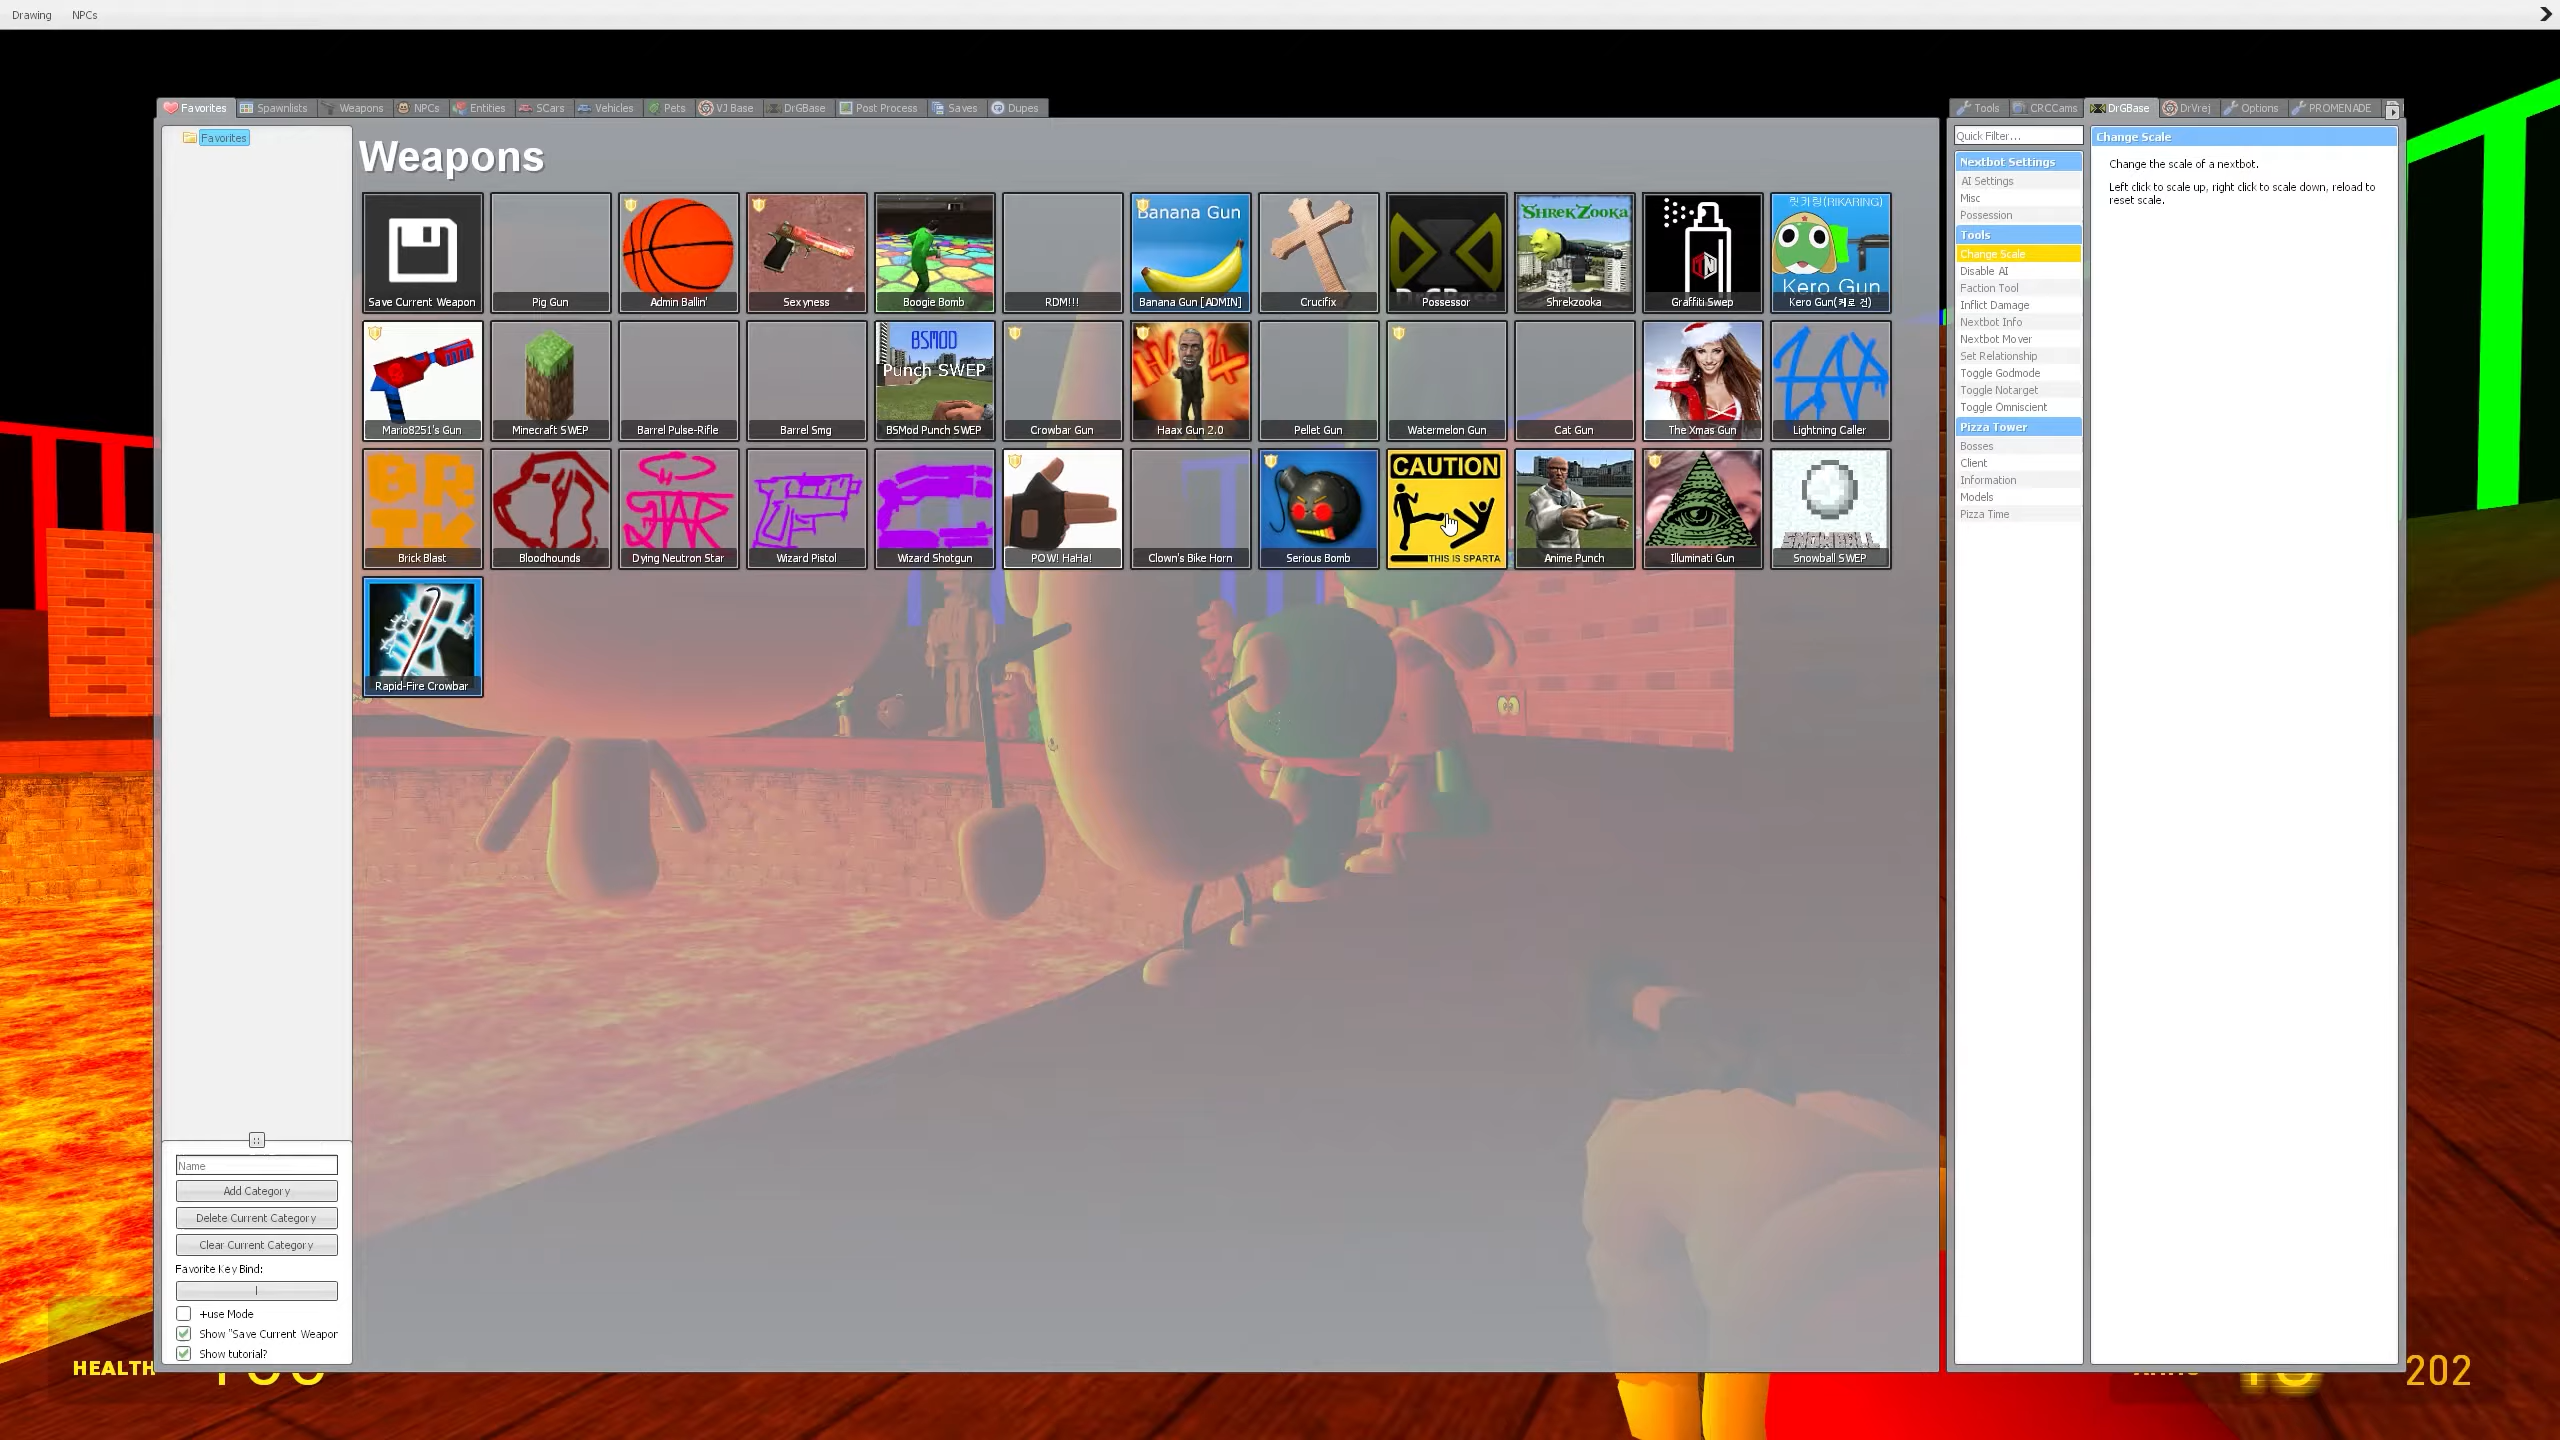 Drawing NPCs
Favorites Spawnlists Weapons NPCs Entities SCars Vehicles Pets VJ Base DrGBase Post Process Saves Dupes
Tools CRCCams DrGBase DrVrej Options PROMENADE
Favorites
Weapons
Save Current Weapon
Pig Gun
Admin Ballin'
Sexyness
Boogie Bomb
RDM!!!
Banana Gun
Banana Gun [ADMIN]
Crucifix
Possessor
SHREKZOOKA
Shrekzooka
Graffiti Swep
릿카링(RIKARING)
Kero Gun
Kero Gun(케로 건)
Mario8251's Gun
Minecraft SWEP
Barrel Pulse-Rifle
Barrel Smg
BSMOD
Punch SWEP
BSMod Punch SWEP
Crowbar Gun
Haax Gun 2.0
Pellet Gun
Watermelon Gun
Cat Gun
The Xmas Gun
Lightning Caller
Brick Blast
Bloodhounds
STAR
Dying Neutron Star
Wizard Pistol
Wizard Shotgun
POW! HaHa!
Clown's Bike Horn
Serious Bomb
CAUTION
THIS IS SPARTA
Anime Punch
Illuminati Gun
SNOWBALL
Snowball SWEP
Rapid-Fire Crowbar
Name
Add Category
Delete Current Category
Clear Current Category
Favorite Key Bind:
I
+use Mode
Show "Save Current Weapon
Show tutorial?
Quick Filter...
Nextbot Settings
AI Settings
Misc
Possession
Tools
Change Scale
Disable AI
Faction Tool
Inflict Damage
Nextbot Info
Nextbot Mover
Set Relationship
Toggle Godmode
Toggle Notarget
Toggle Omniscient
Pizza Tower
Bosses
Client
Information
Models
Pizza Time
Change Scale
Change the scale of a nextbot.
Left click to scale up, right click to scale down, reload to
reset scale.
HEALTH
202